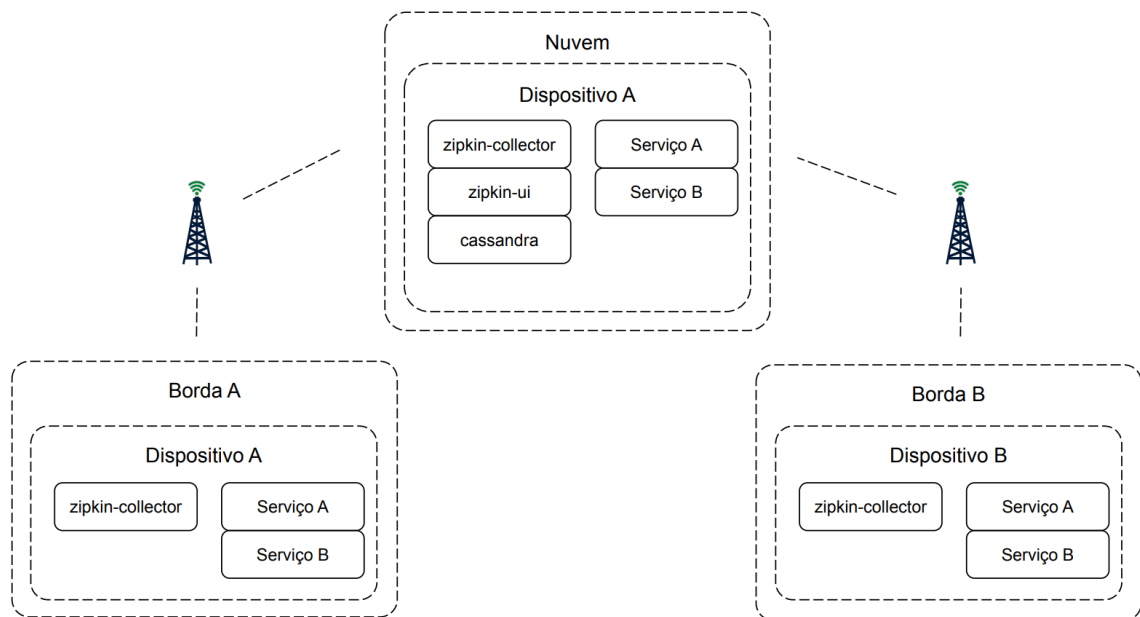 Nuvem
Dispositivo A
zipkin-collector
Serviço A
zipkin-ui
Serviço B
cassandra
Borda A
Dispositivo A
zipkin-collector
Serviço A
Serviço B
Borda B
Dispositivo B
zipkin-collector
Serviço A
Serviço B